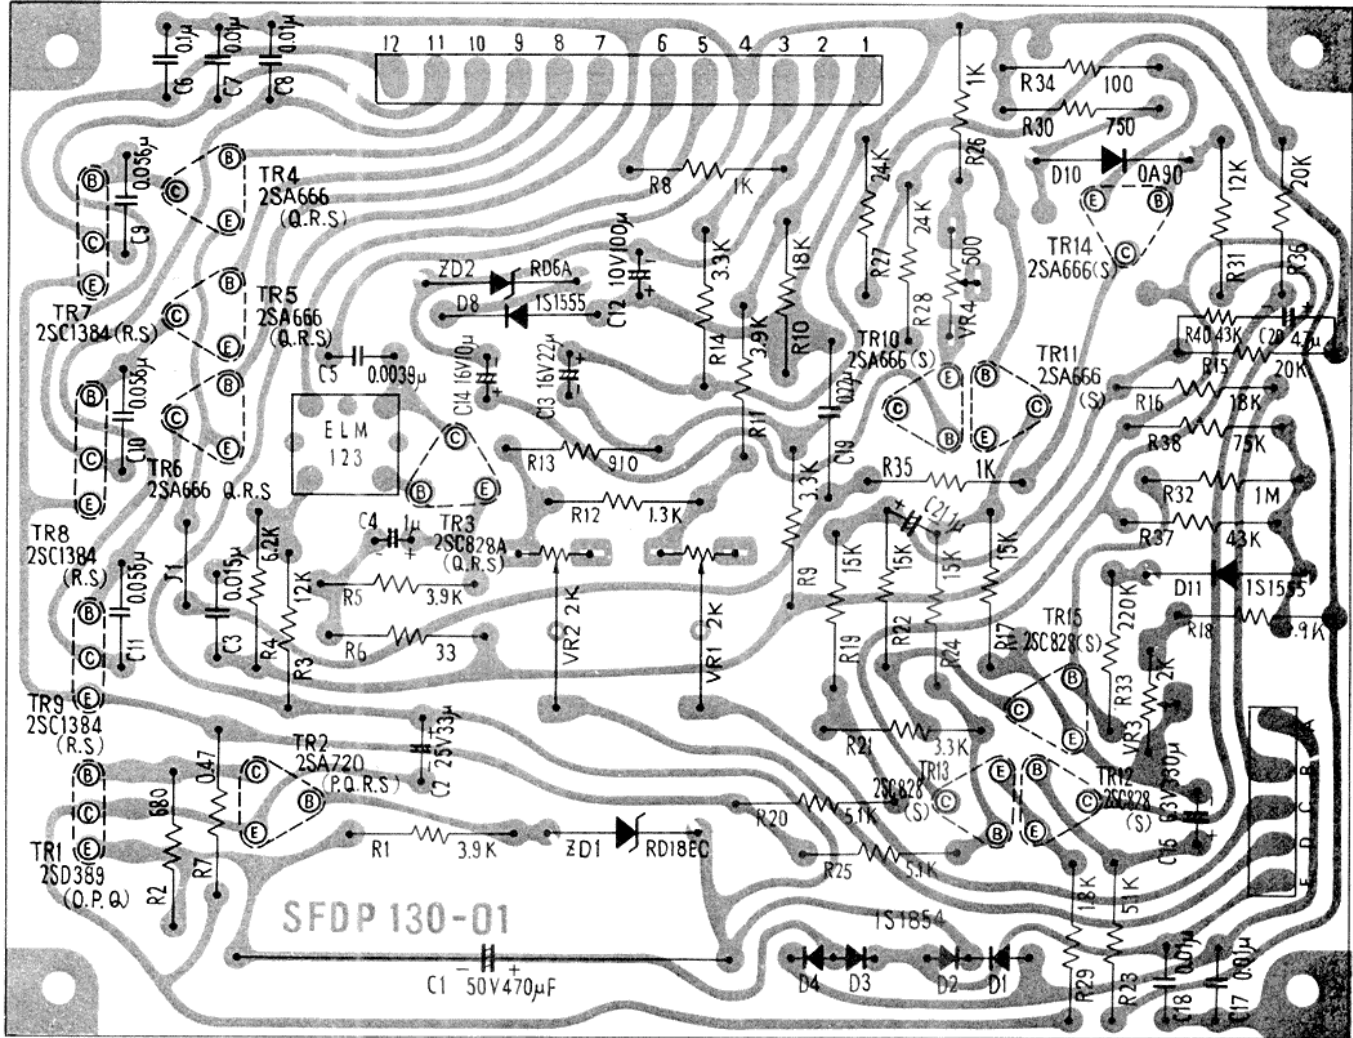 0.1μ
C6
0.01μ
C7
0.01μ
C8
12 11 10 9 8 7 6 5 4 3 2 1
1K
R26
R34 100
R30 750
D10 0A90
0.056μ
C9
B
C
E
TR7
2SC1384(R.S)
B
C
E
TR4
2SA666
(Q.R.S)
R8 1K
24K
R27
24K
R28
500
VR4
E
B
C
TR14
2SA666(S)
12K
R31
20K
R36
ZD2 RD6A
D8 1S1555
C12 10V100μ
- +
3.3K
R14
18K
R10
3.9K
R11
B
C
E
TR5
2SA666
(Q.R.S)
C5
0.0039μ
C14 16V10μ
- +
C13 16V22μ
+ -
TR10
2SA666(S)
E
C
B
TR11
2SA666
(S)
B
C
E
R40 43K
C20 4.7μ
- +
R15 20K
R16 18K
R38 75K
0.056μ
C10
B
C
E
TR8
2SC1384
(R.S)
B
C
E
TR6
2SA666 Q.R.S
ELM
123
C
B
E
TR3
2SC828A
(Q.R.S)
R13 910
R12 1.3K
C19
3.3K
R9
R35 1K
C21 1μ
+ -
R32 1M
R37 43K
D11 1S1555
R18
J1
6.2K
R4
12K
R3
C4 1μ
- +
R5 3.9K
R6 33
0.056μ
C11
0.015μ
C3
VR2 2K
VR1 2K
15K
R19
15K
R22
15K
R24
15K
R17
TR15
2SC828(S)
B
C
E
220K
R33
2K
VR3
B
C
E
TR9
2SC1384
(R.S)
C2 25V33μ
- +
R21 3.3K
A
B
C
D
E
0.47
R7
680
R2
TR2
2SA720
(P.Q.R.S)
C
B
E
B
C
E
TR1
2SD389
(O.P.Q)
R1 3.9K
ZD1 RD18EC
R20 5.1K
R25 5.1K
TR13
2SC828
(S)
E
C
B
TR12
2SC828
(S)
B
C
E
C16 6.3V330μ
- +
1.8K
R29
51K
R23
0.01μ
C18
0.01μ
C17
SFDP130-01
C1 - + 50V470μF
1S1854
D4 D3 D2 D1